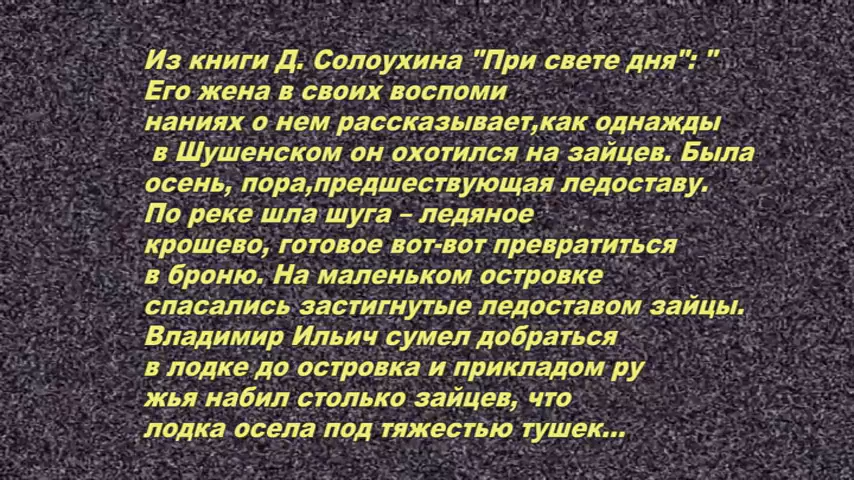 Из книги Д. Солоухина "При свете дня": "
Его жена в своих воспоми
наниях о нем рассказывает,как однажды
в Шушенском он охотился на зайцев. Была
осень, пора,предшествующая ледоставу.
По реке шла шуга – ледяное
крошево, готовое вот-вот превратиться
в броню. На маленьком островке
спасались застигнутые ледоставом зайцы.
Владимир Ильич сумел добраться
в лодке до островка и прикладом ру
жья набил столько зайцев, что
лодка осела под тяжестью тушек...